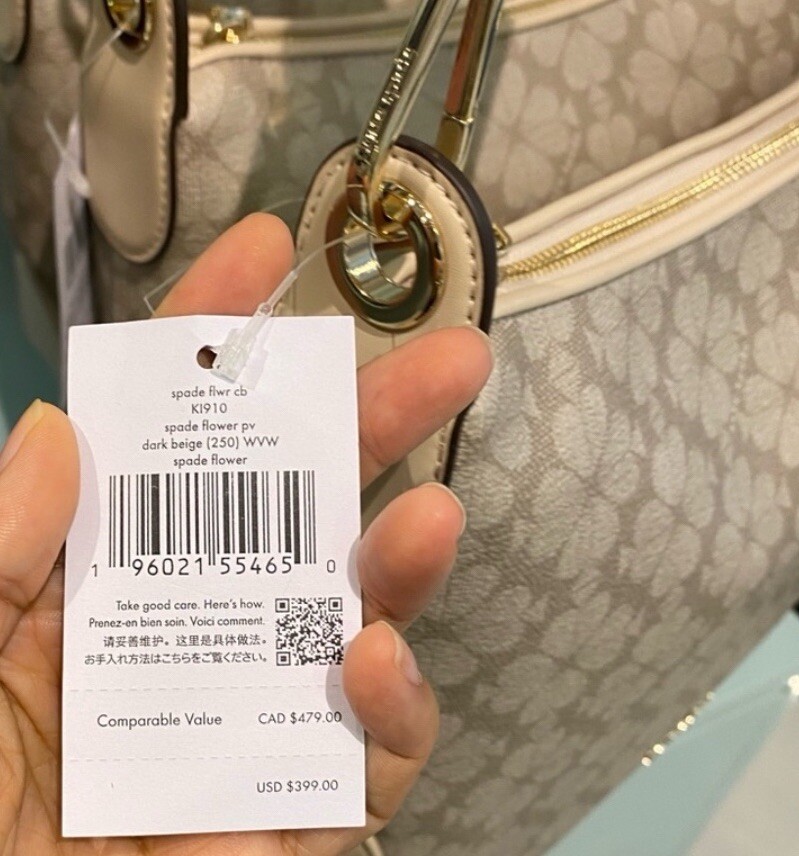 kate spade
spade flwr cb
KI910
spade flower pv
dark beige (250) WVW
spade flower
1 96021 55465 0
Take good care. Here's how.
Prenez-en bien soin. Voici comment.
请妥善维护。这里是具体做法。
お手入れ方法はこちらをご覧ください。
Comparable Value CAD $479.00
USD $399.00